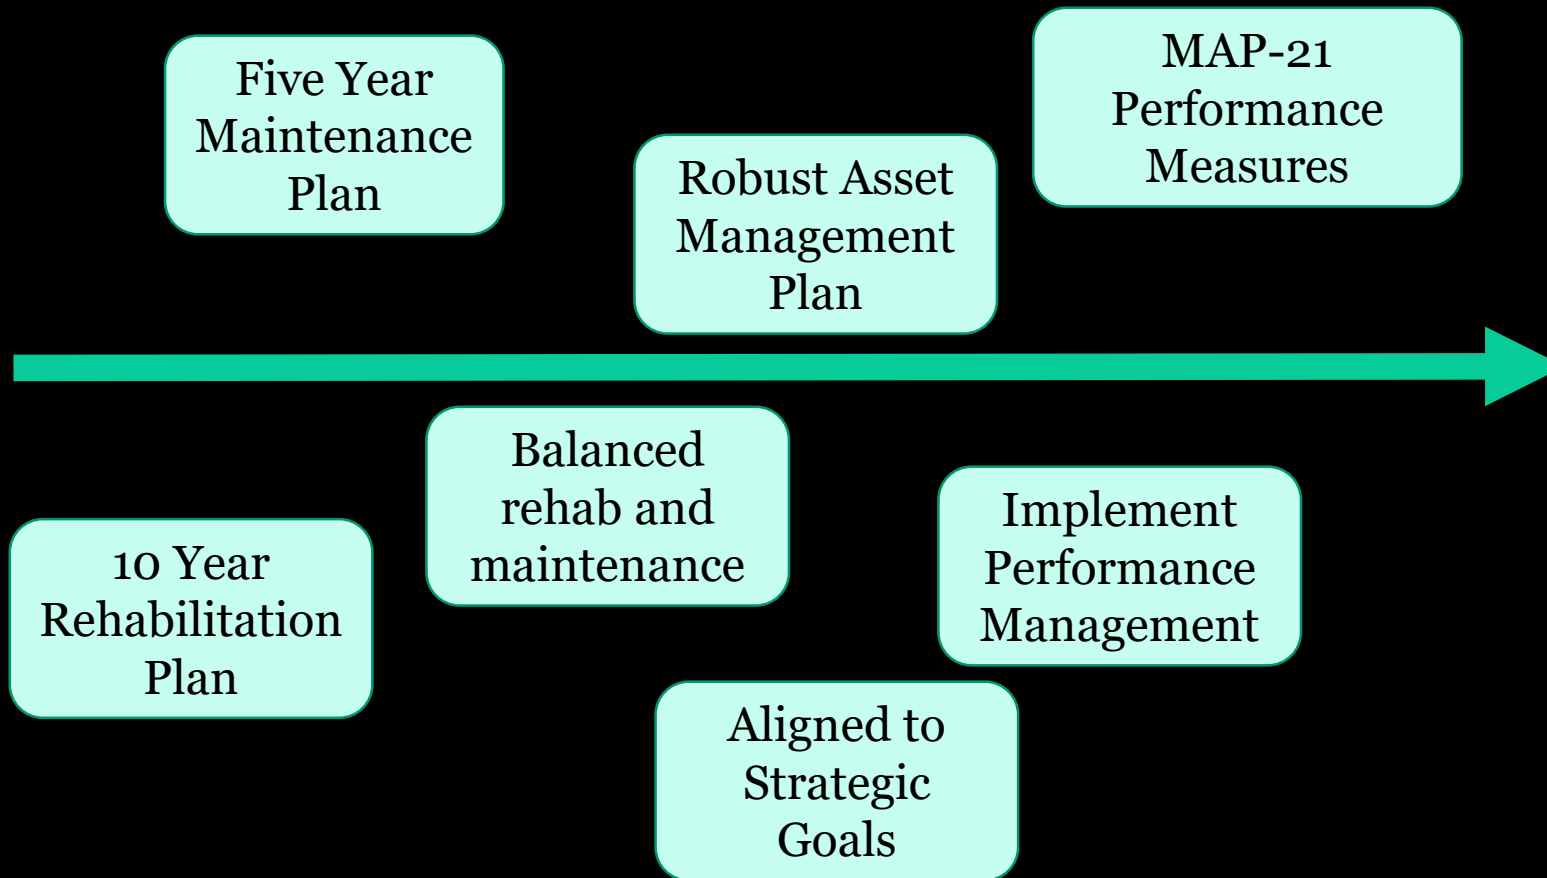 Five Year
Maintenance
Plan
Robust Asset
Management
Plan
MAP-21
Performance
Measures
10 Year
Rehabilitation
Plan
Balanced
rehab and
maintenance
Aligned to
Strategic
Goals
Implement
Performance
Management